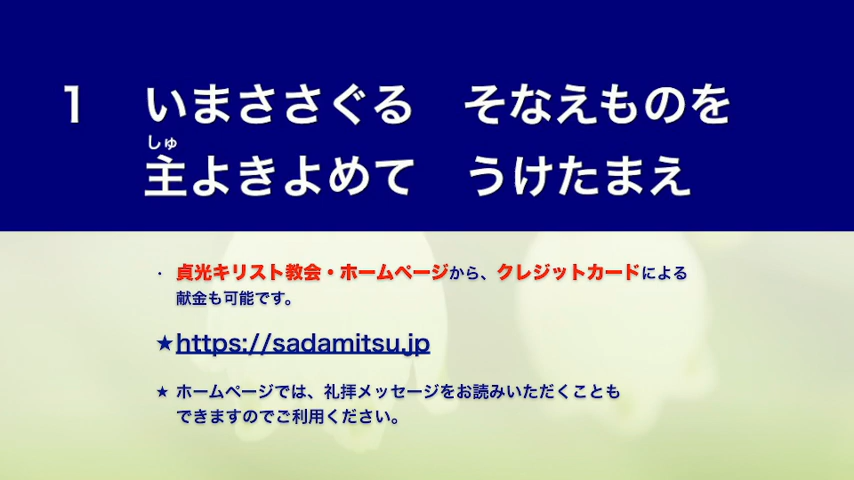 1 いまささぐる そなえものを
しゅ
主よきよめて うけたまえ
・ 貞光キリスト教会・ホームページから、クレジットカードによる
献金も可能です。
★https://sadamitsu.jp
★ ホームページでは、礼拝メッセージをお読みいただくことも
できますのでご利用ください。